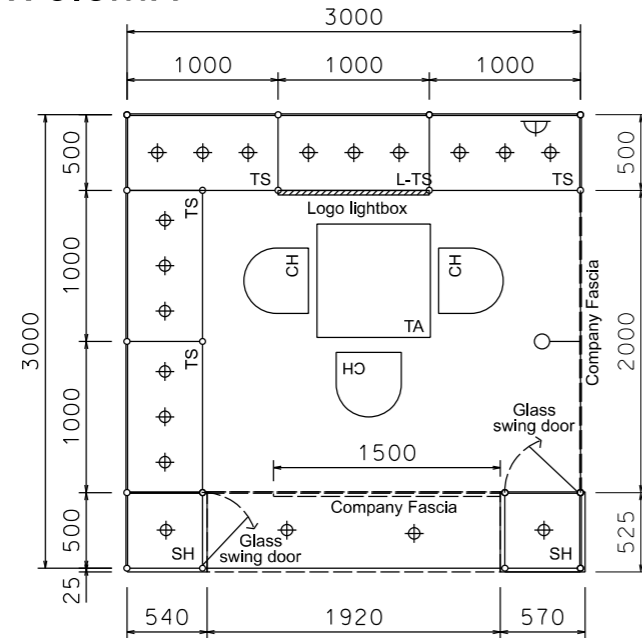 3000
1000 1000 1000
500 500
TS L-TS TS
Logo lightbox
TS
1000
CH CH
TA
Company Fascia
2000
3000
TS
CH
1000
Glass
swing door
1500
Company Fascia
500
SH
Glass
swing door
SH
525
25
540 1920 570